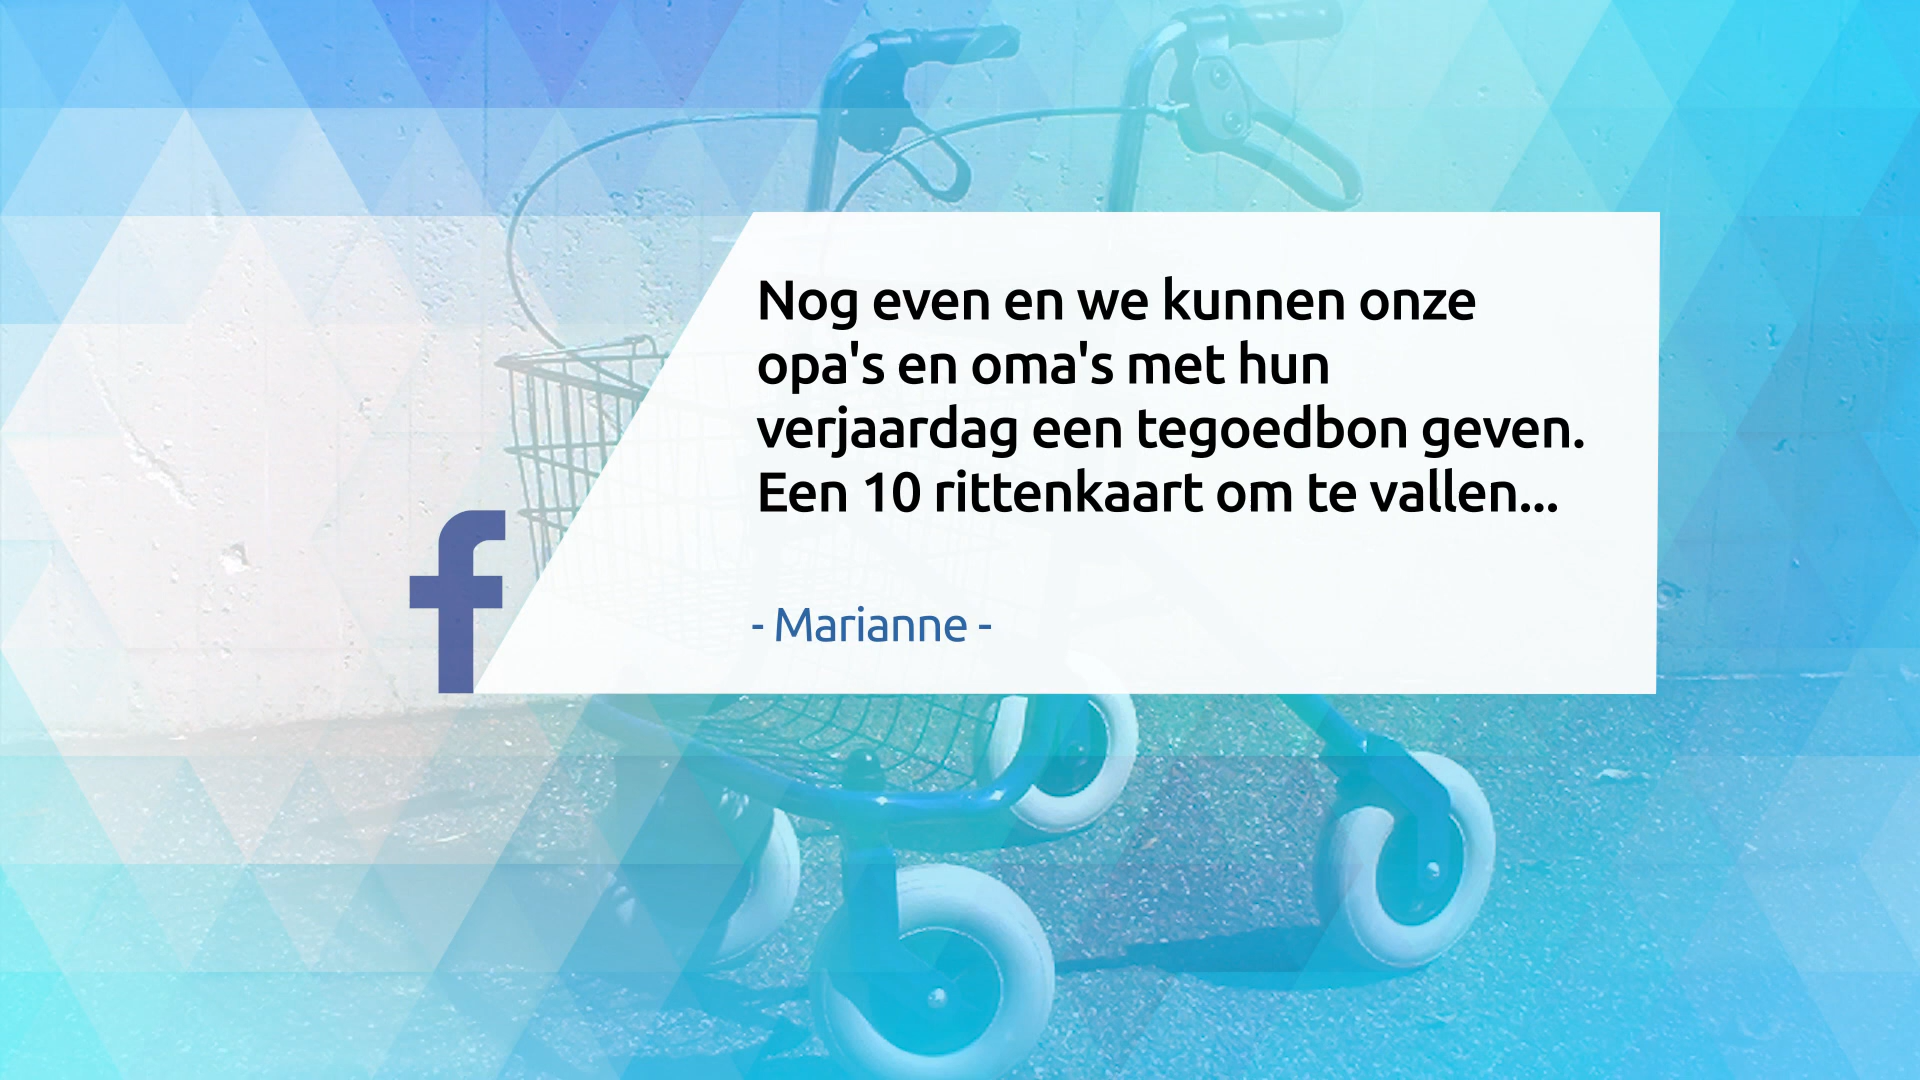 Nog even en we kunnen onze
opa's en oma's met hun
verjaardag een tegoedbon geven.
Een 10 rittenkaart om te vallen...
- Marianne -